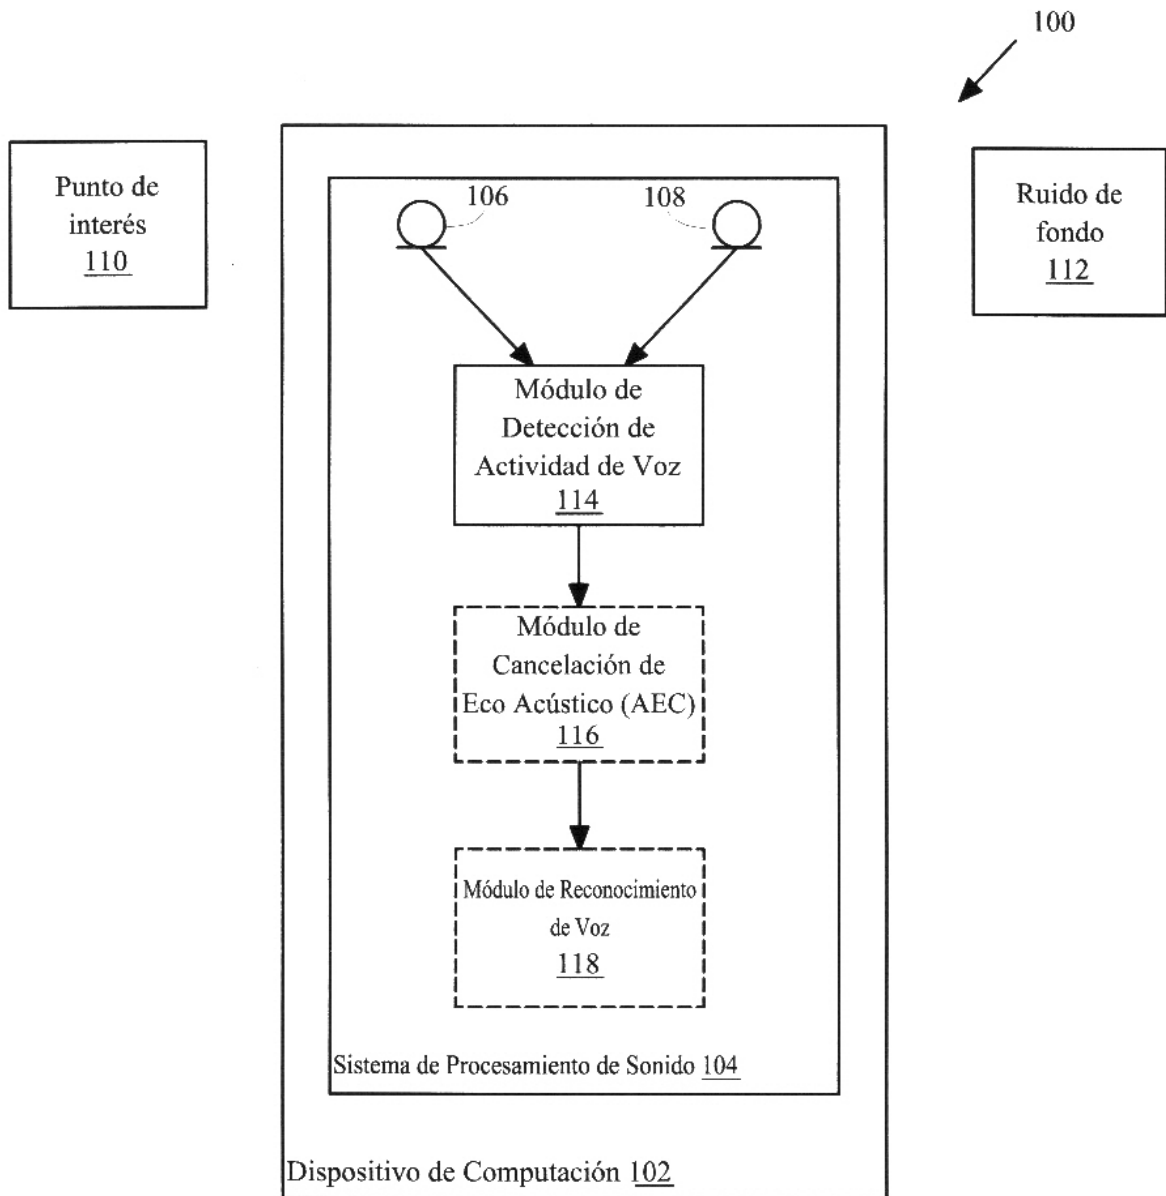 100
Punto de
interés
110
106
108
Ruido de
fondo
112
Módulo de
Detección de
Actividad de Voz
114
Módulo de
Cancelación de
Eco Acústico (AEC)
116
Módulo de Reconocimiento
de Voz
118
Sistema de Procesamiento de Sonido 104
Dispositivo de Computación 102